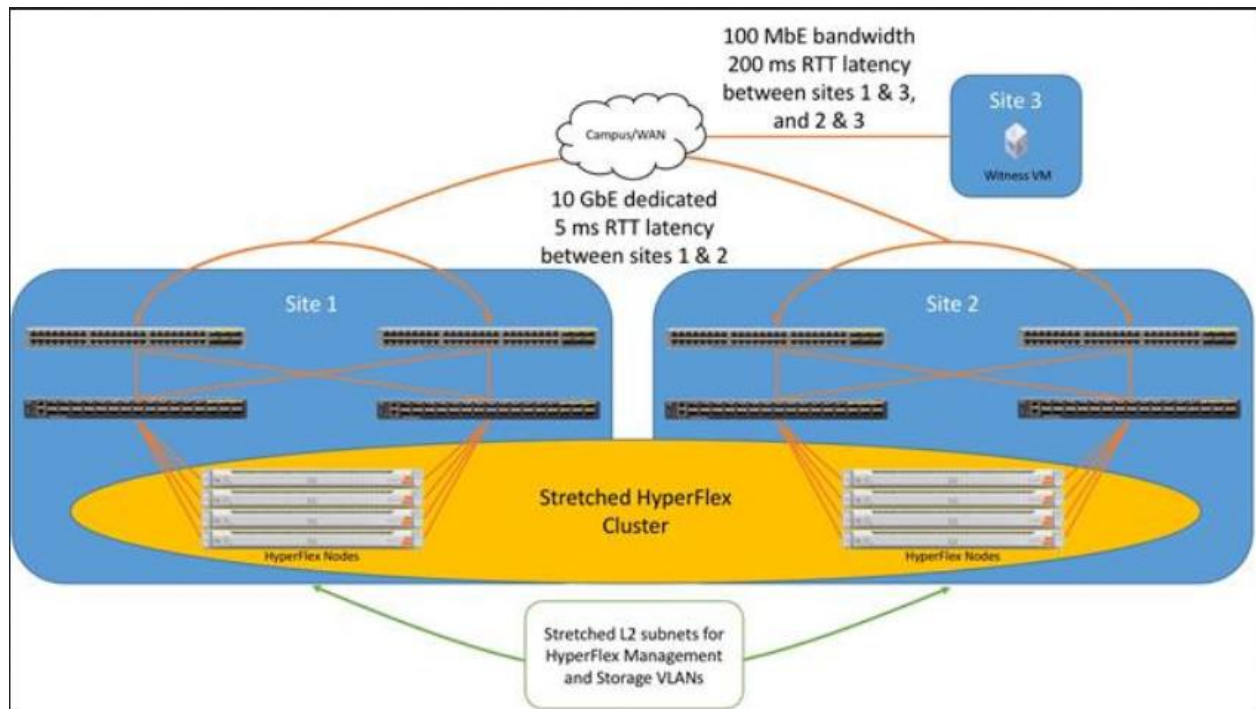 100 MbE bandwidth
200 ms RTT latency
between sites 1 & 3,
and 2 & 3
Site 3
Witness VM
Campus/WAN
10 GbE dedicated
5 ms RTT latency
between sites 1 & 2
Site 1
Site 2
Stretched HyperFlex
Cluster
HyperFlex Nodes
HyperFlex Nodes
Stretched L2 subnets for
HyperFlex Management
and Storage VLANs